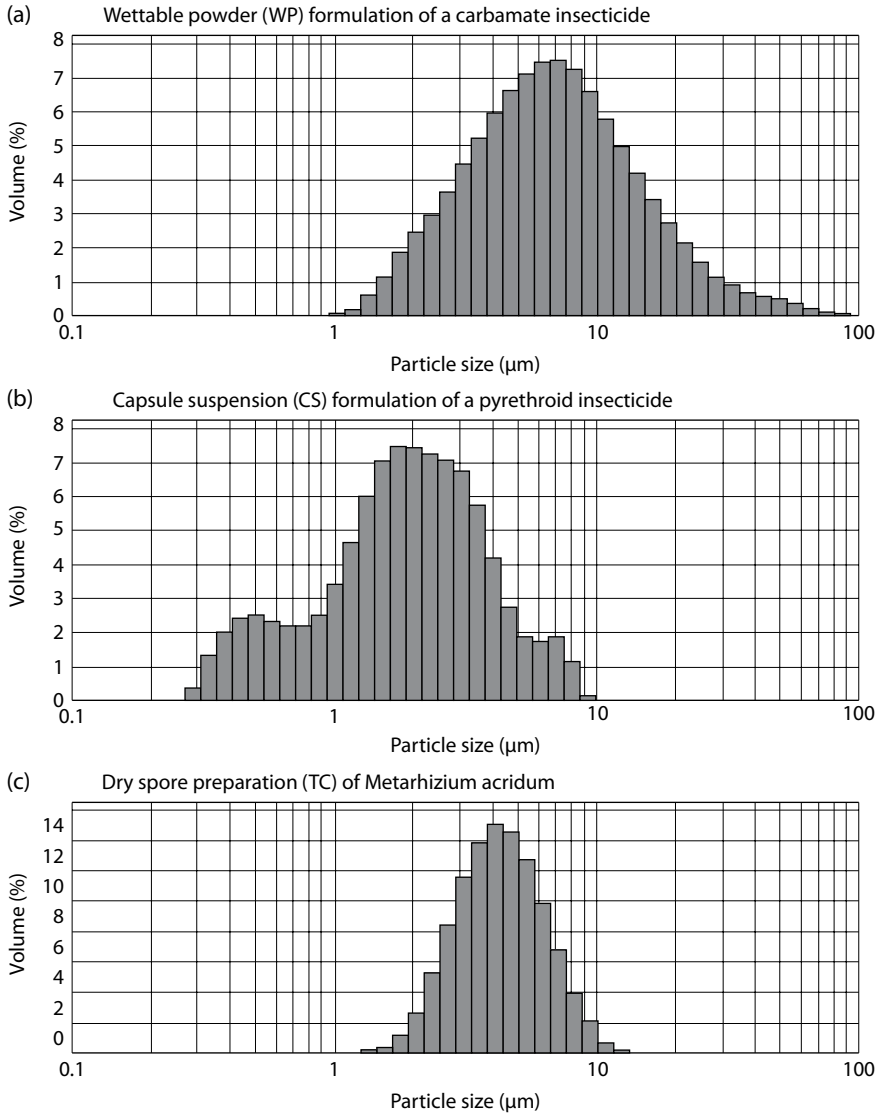 (a) Wettable powder (WP) formulation of a carbamate insecticide
8
7
6
5
4
3
2
1
0
Volume (%)
0.1 1 10 100
Particle size (µm)
(b) Capsule suspension (CS) formulation of a pyrethroid insecticide
8
7
6
5
4
3
2
1
0
Volume (%)
0.1 1 10 100
Particle size (µm)
(c) Dry spore preparation (TC) of Metarhizium acridum
14
12
10
8
6
4
2
0
Volume (%)
0.1 1 10 100
Particle size (µm)